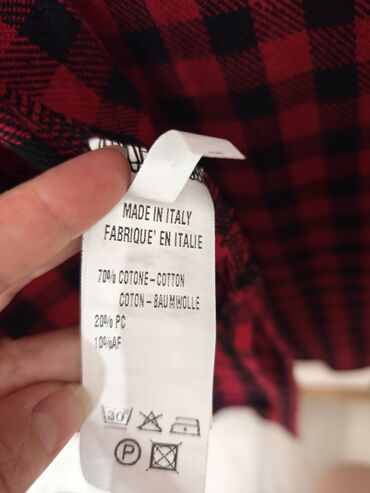 MADE IN ITALY
FABRIQUE' EN ITALIE
70% COTONE-COTTON
COTON-BAUMWOLLE
20% PC
10%AF
30
P